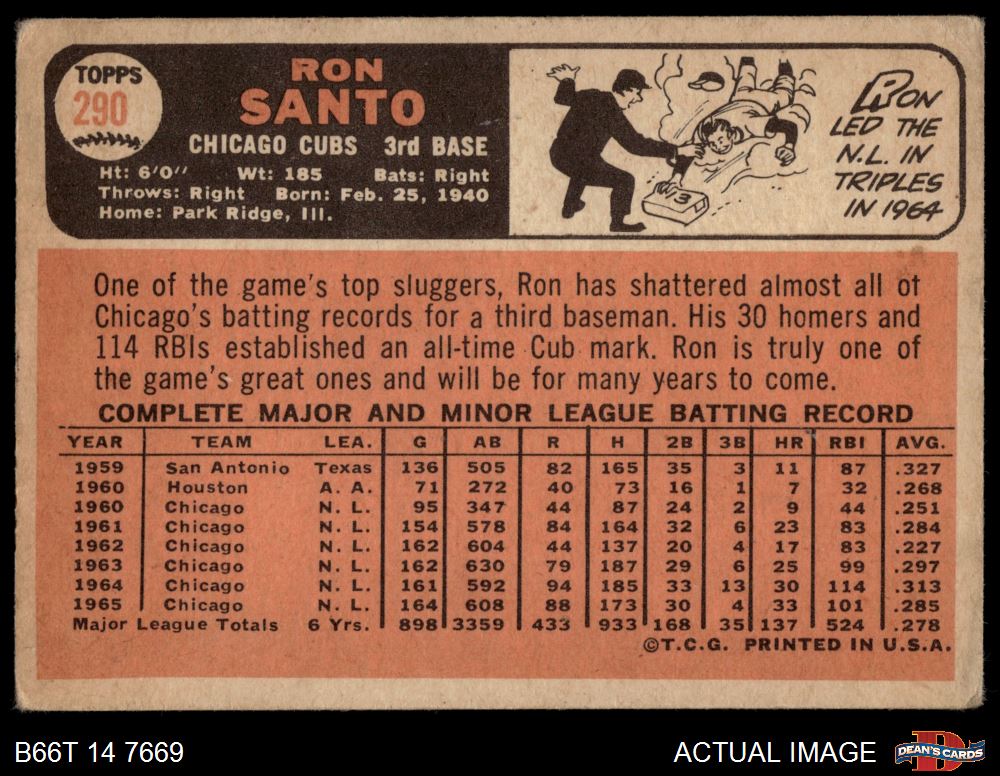 TOPPS
290
RON
SANTO
CHICAGO CUBS 3rd BASE
Ht: 6'0" Wt: 185 Bats: Right
Throws: Right Born: Feb. 25, 1940
Home: Park Ridge, Ill.
13
RON
LED THE
N.L. IN
TRIPLES
IN 1964
One of the game's top sluggers, Ron has shattered almost all of
Chicago's batting records for a third baseman. His 30 homers and
114 RBIs established an all-time Cub mark. Ron is truly one of
the game's great ones and will be for many years to come.
COMPLETE MAJOR AND MINOR LEAGUE BATTING RECORD
YEAR TEAM LEA. G AB R H 2B 3B HR RBI AVG.
1959 San Antonio Texas 136 505 82 165 35 3 11 87 .327
1960 Houston A. A. 71 272 40 73 16 1 7 32 .268
1960 Chicago N. L. 95 347 44 87 24 2 9 44 .251
1961 Chicago N. L. 154 578 84 164 32 6 23 83 .284
1962 Chicago N. L. 162 604 44 137 20 4 17 83 .227
1963 Chicago N. L. 162 630 79 187 29 6 25 99 .297
1964 Chicago N. L. 161 592 94 185 33 13 30 114 .313
1965 Chicago N. L. 164 608 88 173 30 4 33 101 .285
Major League Totals 6 Yrs. 898 3359 433 933 168 35 137 524 .278
©T.C.G. PRINTED IN U.S.A.
B66T 14 7669
ACTUAL IMAGE
DEAN'S CARDS